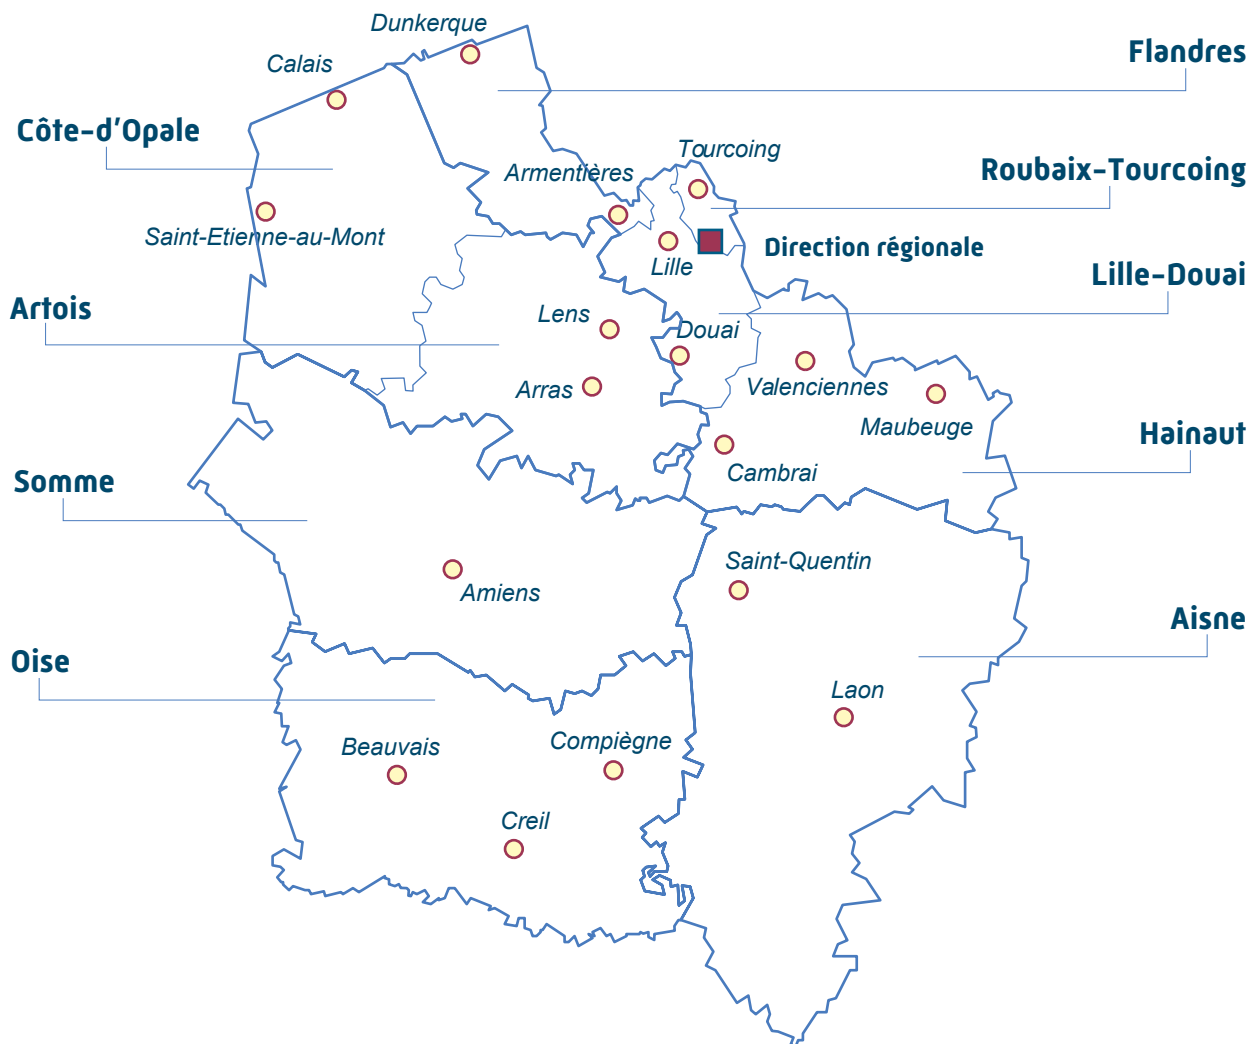 Dunkerque
Flandres
Calais
Côte-d'Opale
Tourcoing
Armentières
Roubaix-Tourcoing
Saint-Etienne-au-Mont
Direction régionale
Lille
Lille-Douai
Artois
Lens
Douai
Arras
Valenciennes
Maubeuge
Hainaut
Cambrai
Somme
Saint-Quentin
Amiens
Aisne
Oise
Laon
Beauvais
Compiègne
Creil